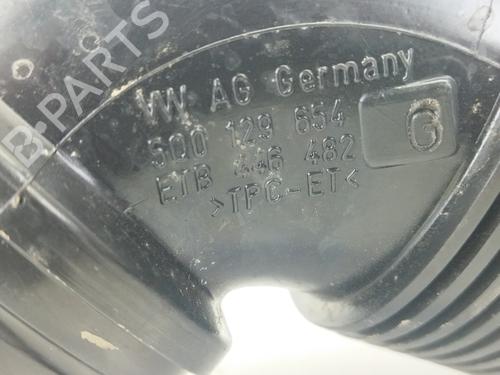 B-PARTS
VW AG Germany
5Q0 129 654 G
ETB 446 482
>TPC-ET<